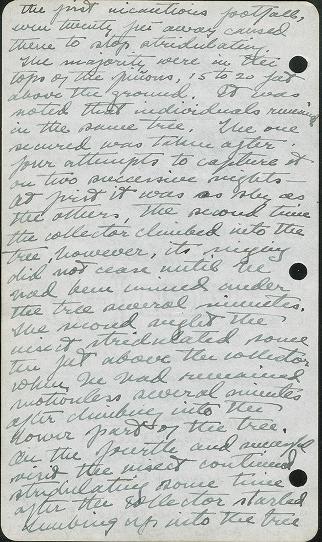 the first incautious footfalls,
even twenty feet away caused
them to stop stridulating.
The majority were in the
tops of the piñons, 15 to 20 feet
above the ground. It was
noted that individuals remained
in the same tree. The one
secured was taken after
four attempts to capture it
on two successive nights.
At first it was as shy as
the others, the second time
the collector climbed into the
tree, however, its singing
did not cease until he
had been under
the tree several minutes.
The second night the
insect stridulated some
ten feet above the collector
when he had remained
motionless several minutes
after climbing into the
lower part of the tree.
On the fourth and successful
visit the insect continued
stridulating some time
after the collector started
climbing up into the tree